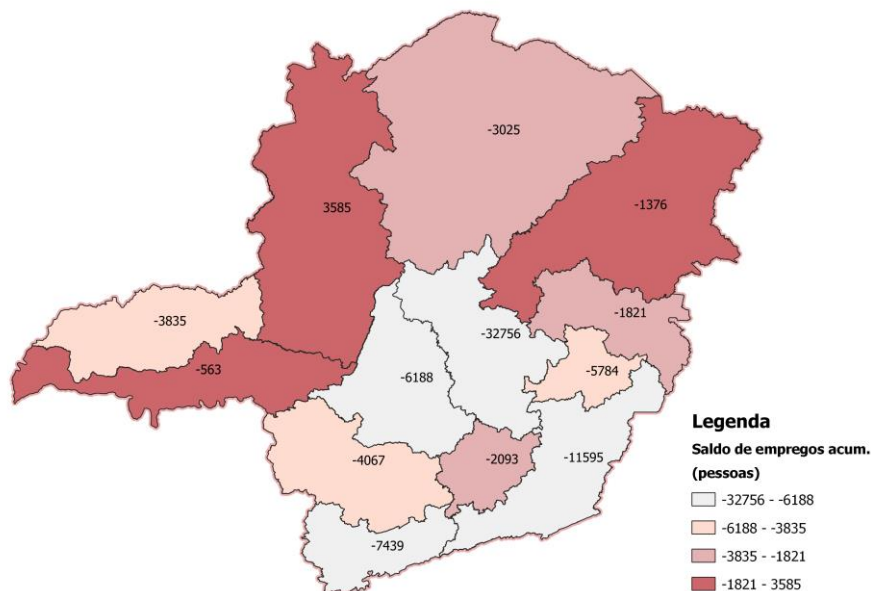 -3025
3585
-1376
-3835
-1821
-32756
-563
-6188
-5784
-4067
-2093
-11595
-7439
Legenda
Saldo de empregos acum.
(pessoas)
-32756 - -6188
-6188 - -3835
-3835 - -1821
-1821 - 3585